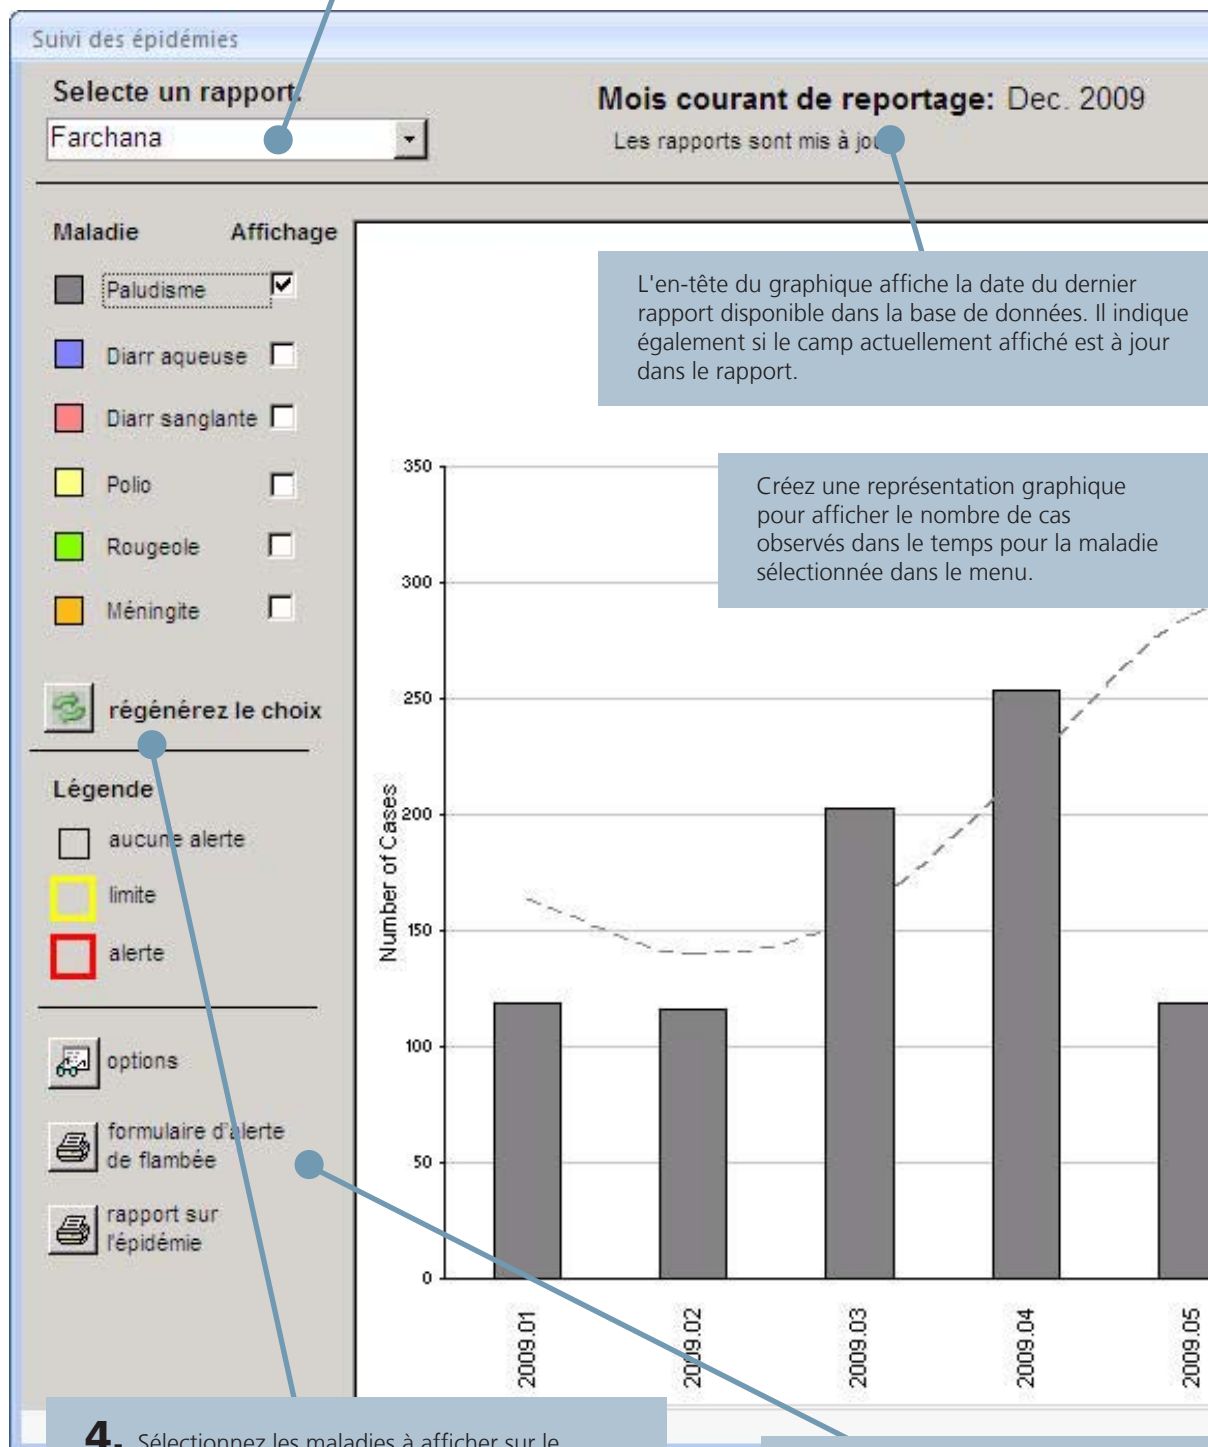 Suivi des épidémies
Selecte un rapport.
Farchana
Mois courant de reportage: Dec. 2009
Les rapports sont mis à jour
Maladie Affichage
Paludisme
Diarr aqueuse
Diarr sanglante
Polio
Rougeole
Méningite
régénérez le choix
Légende
aucune alerte
limite
alerte
options
formulaire d'alerte
de flambée
rapport sur
l'épidémie
L'en-tête du graphique affiche la date du dernier
rapport disponible dans la base de données. Il indique
également si le camp actuellement affiché est à jour
dans le rapport.
Créez une représentation graphique
pour afficher le nombre de cas
observés dans le temps pour la maladie
sélectionnée dans le menu.
Number of Cases
350
300
250
200
150
100
50
0
2009.01
2009.02
2009.03
2009.04
2009.05
4. Sélectionnez les maladies à afficher sur le